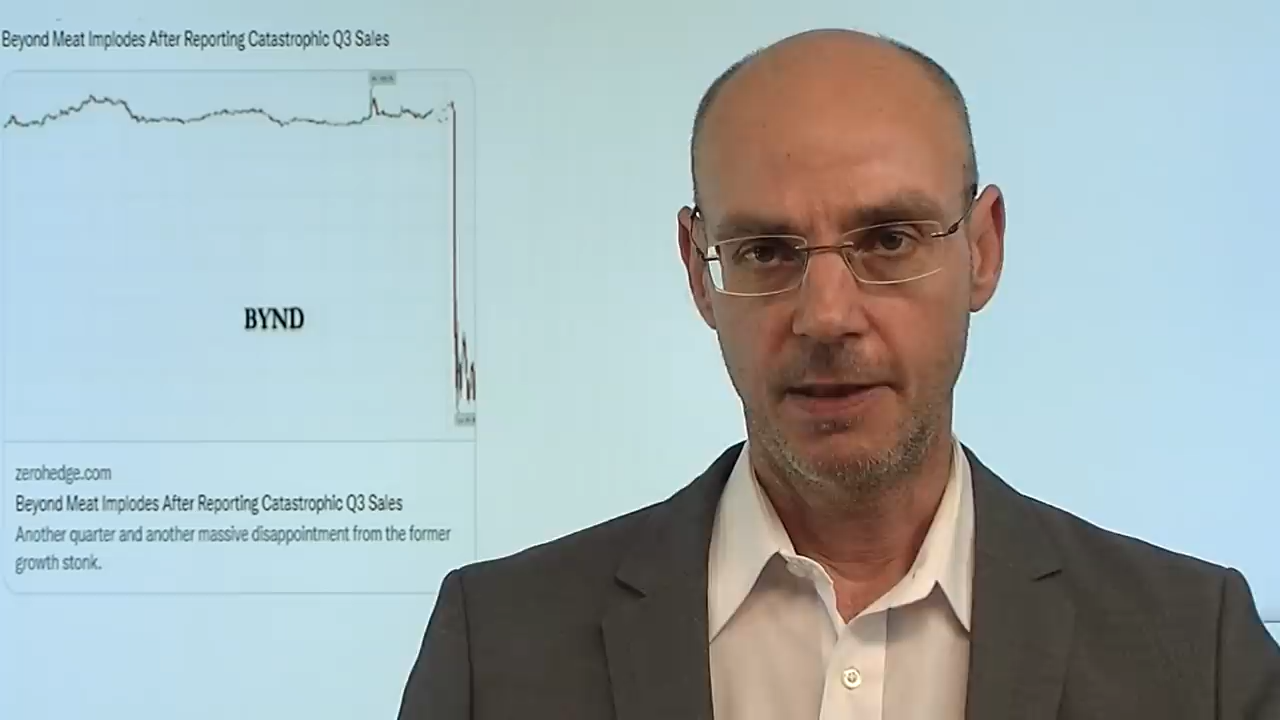 Beyond Meat Implodes After Reporting Catastrophic Q3 Sales
BYND
zerohedge.com
Beyond Meat Implodes After Reporting Catastrophic Q3 Sales
Another quarter and another massive disappointment from the former
growth stonk.